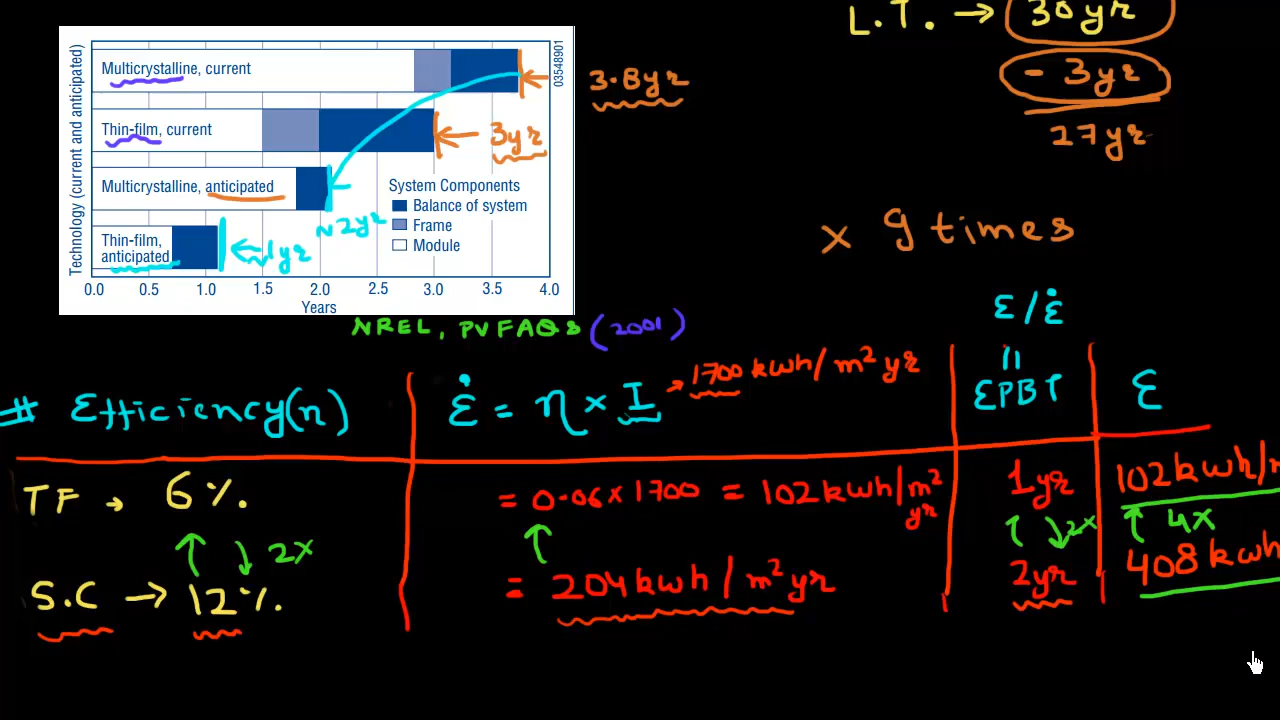 L.T. → 30yr
- 3yr
27yr
x 9 times
Technology (current and anticipated)
Multicrystalline, current
Thin-film, current
Multicrystalline, anticipated
Thin-film,
anticipated
System Components
Balance of system
Frame
Module
03548901
0.0 0.5 1.0 1.5 2.0 2.5 3.0 3.5 4.0
Years
3.8yr
3yr
~2yr
1yr
NREL, PVFAQs (2001)
# Efficiency(η)
Ė = η × I → 1700 kwh/m² yr
Ε/Ė
=
EPBT
Ε
TF → 6%.
= 0.06 x 1700 = 102 kwh/m² yr
1yr
102 kwh/
2x
2x
4x
S.C → 12%.
= 204 kwh/m² yr
2yr
408 kwh